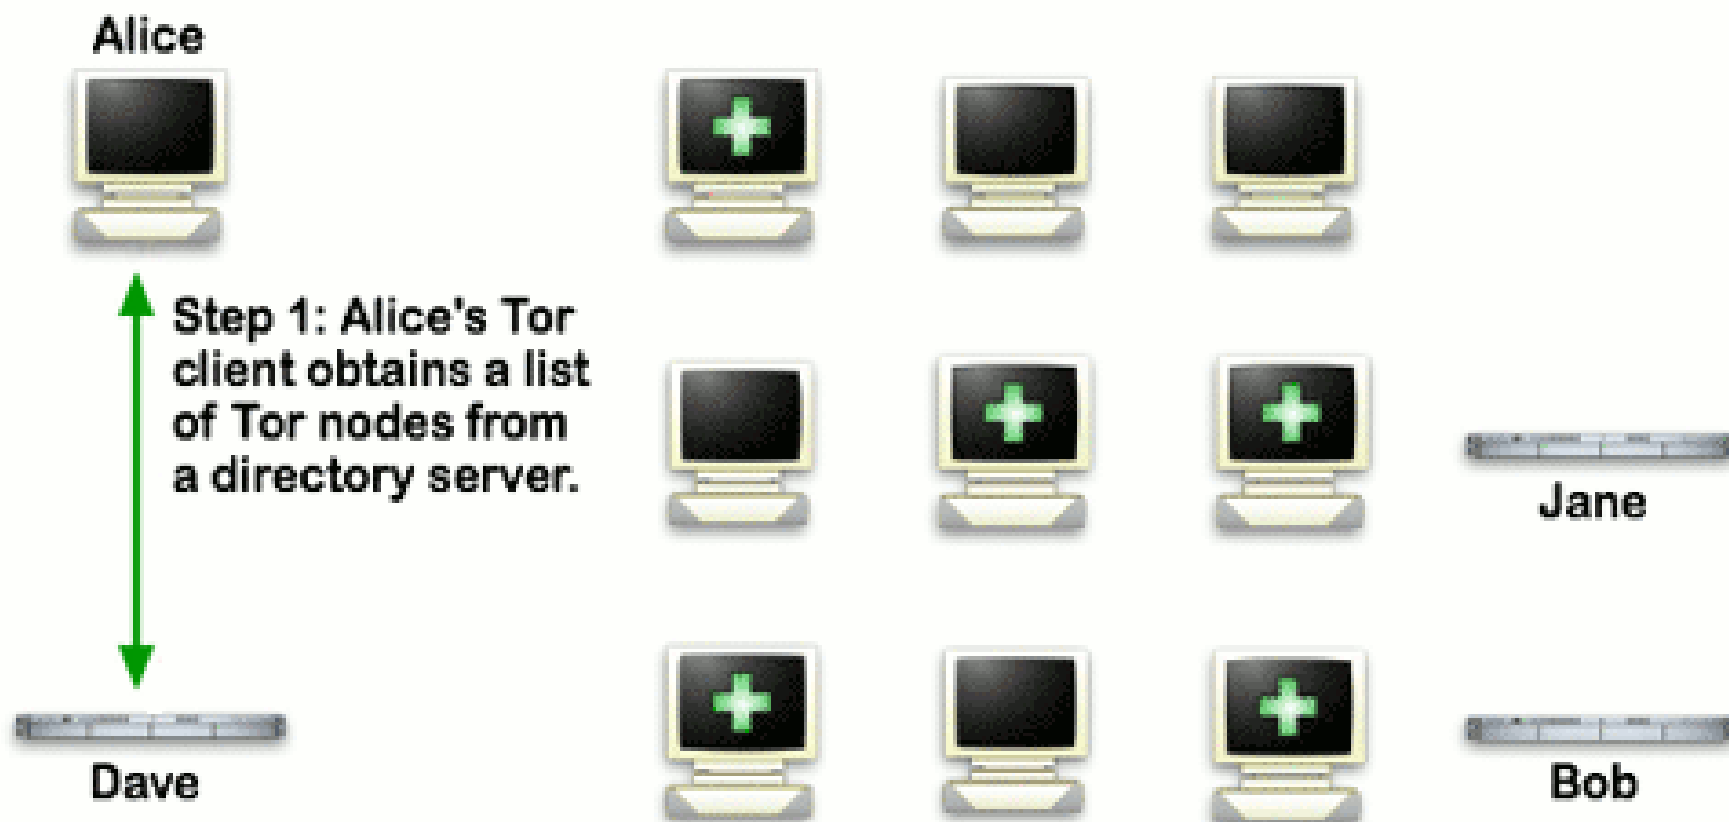 Alice
Step 1: Alice's Tor
client obtains a list
of Tor nodes from
a directory server.
Jane
Dave
Bob